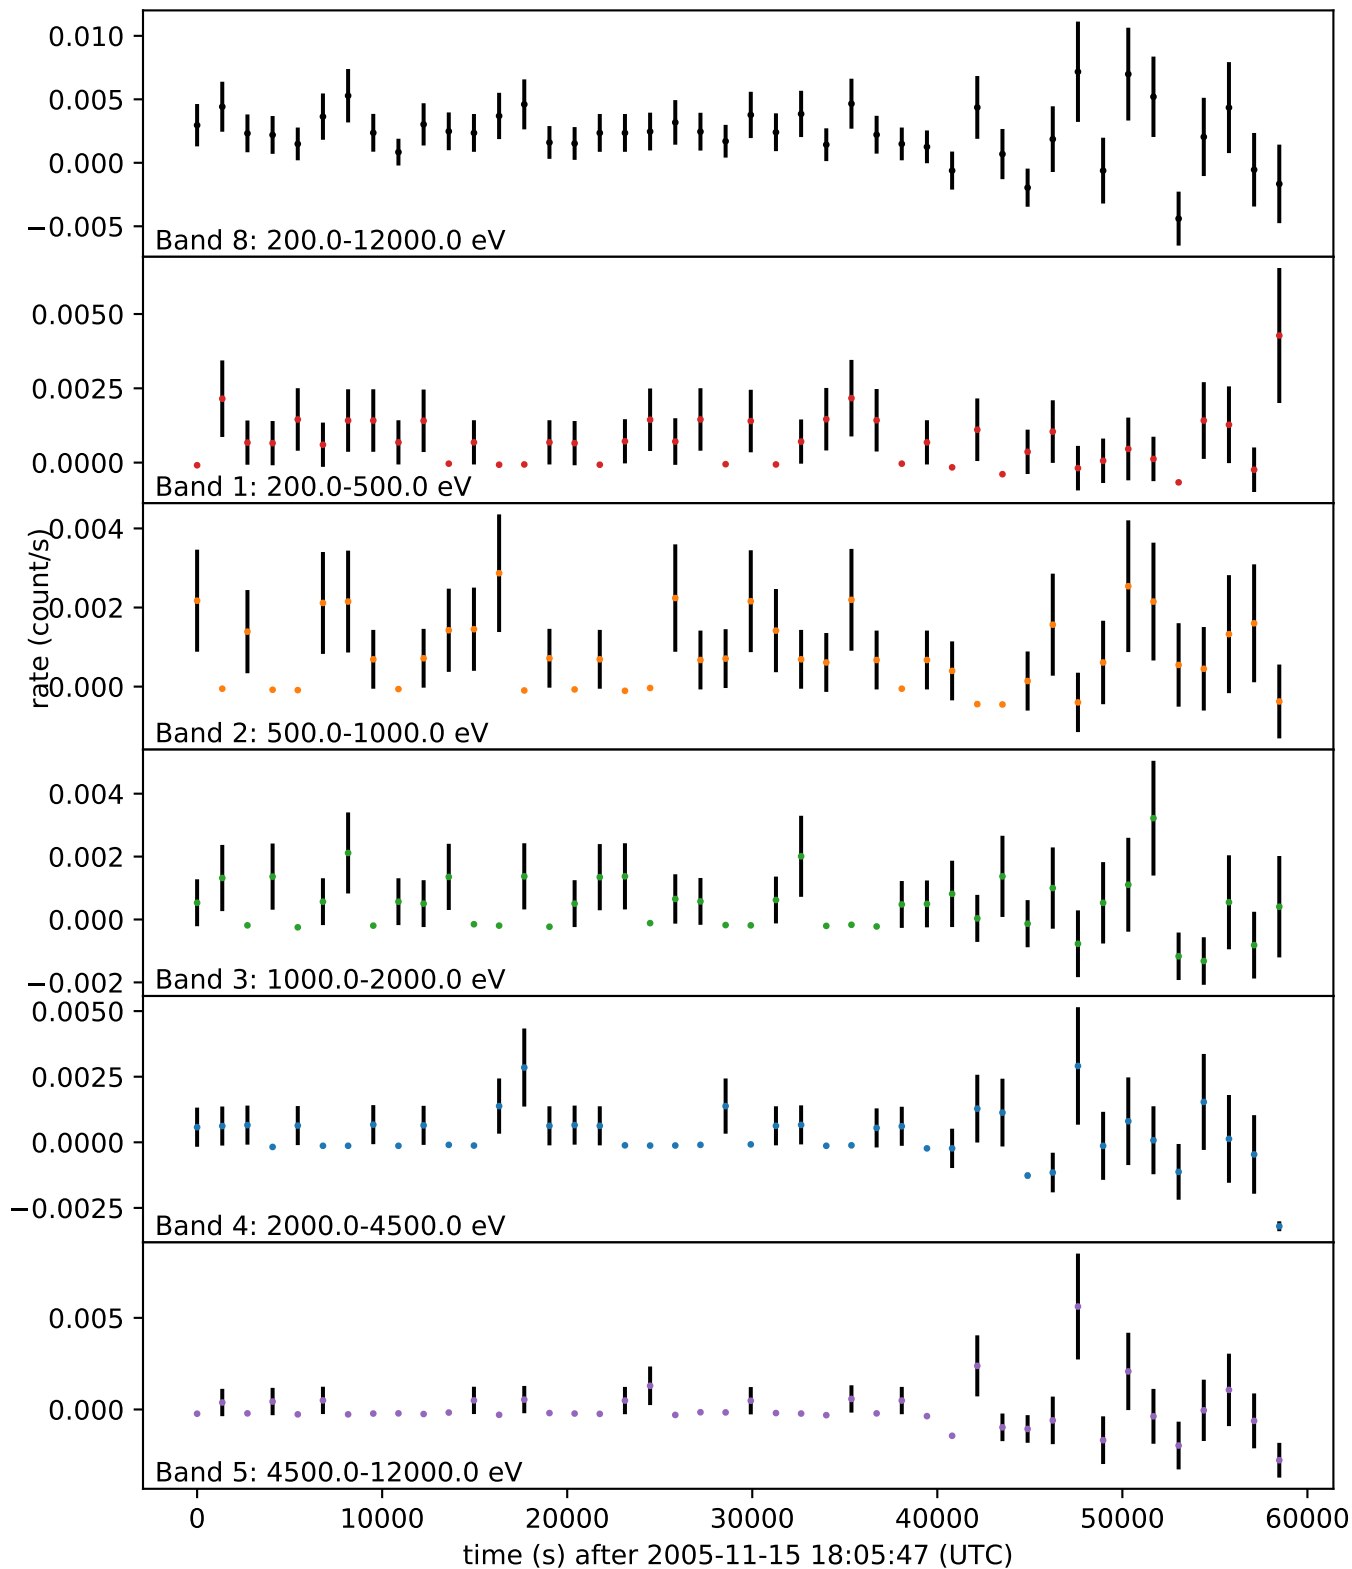 0.010
0.005
0.000
−0.005
Band 8: 200.0-12000.0 eV
0.0050
0.0025
0.0000
Band 1: 200.0-500.0 eV
rate (count/s)
0.004
0.002
0.000
Band 2: 500.0-1000.0 eV
0.004
0.002
0.000
−0.002
Band 3: 1000.0-2000.0 eV
0.0050
0.0025
0.0000
−0.0025
Band 4: 2000.0-4500.0 eV
0.005
0.000
Band 5: 4500.0-12000.0 eV
0 10000 20000 30000 40000 50000 60000
time (s) after 2005-11-15 18:05:47 (UTC)